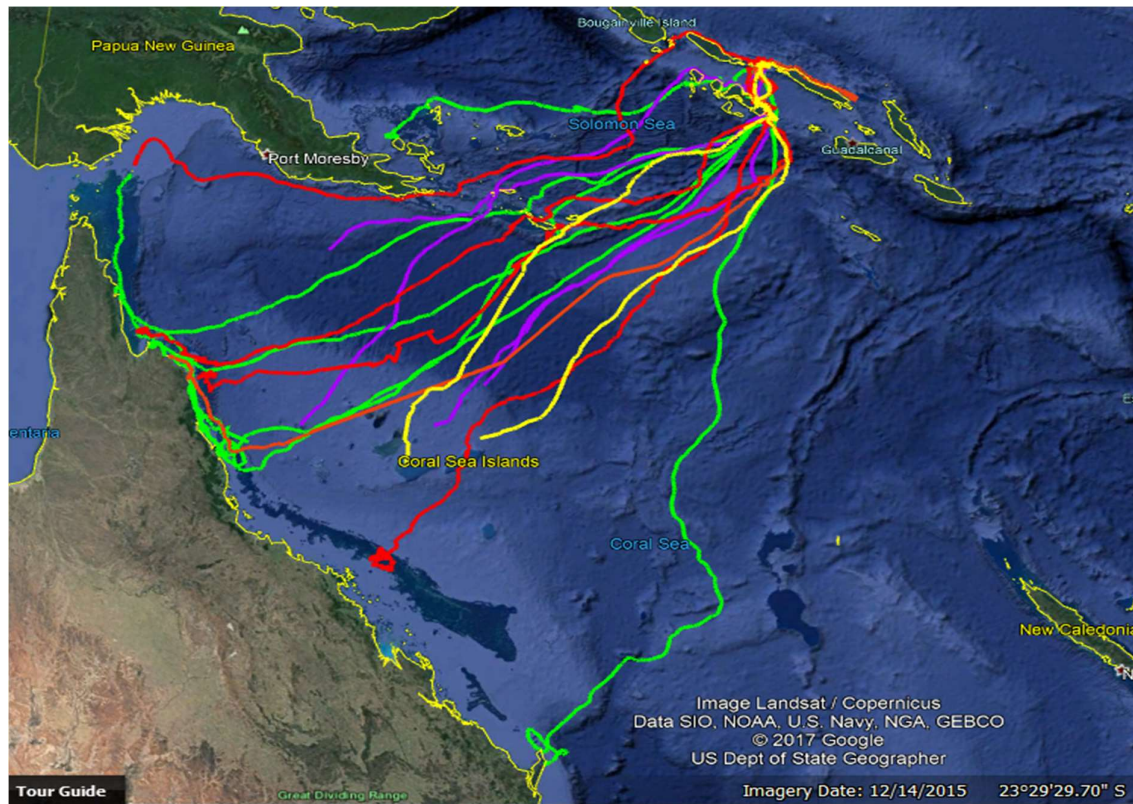 Bougainville Island
Papua New Guinea
Solomon Sea
Port Moresby
Guadalcanal
entaria
Coral Sea Islands
Coral Sea
New Caledonia
Image Landsat / Copernicus
Data SIO, NOAA, U.S. Navy, NGA, GEBCO
© 2017 Google
US Dept of State Geographer
Tour Guide
Great Dividing Range
Imagery Date: 12/14/2015 23°29'29.70" S